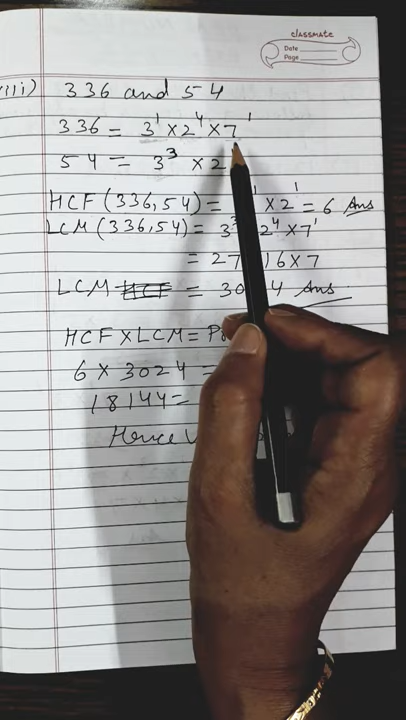 classmate
Date
Page
iii) 336 and 54
336 = 3¹ × 2⁴ × 7¹
54 = 3³ × 2
HCF (336, 54) = ¹ × 2¹ = 6 Ans
LCM (336, 54) = 3³ 2⁴ × 7¹
= 27 16 × 7
LCM HCF = 30 4 Ans
HCF × LCM = P
6 × 3024 =
18144 =
Hence V